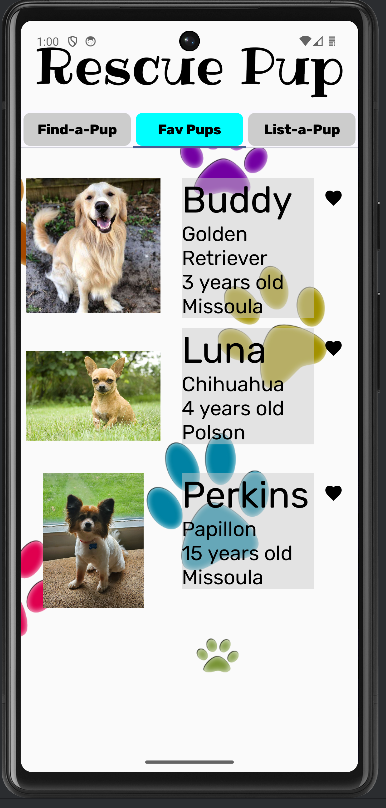 1:00
Rescue Pup
Find-a-Pup
Fav Pups
List-a-Pup
Buddy
Golden
Retriever
3 years old
Missoula
Luna
Chihuahua
4 years old
Polson
Perkins
Papillon
15 years old
Missoula